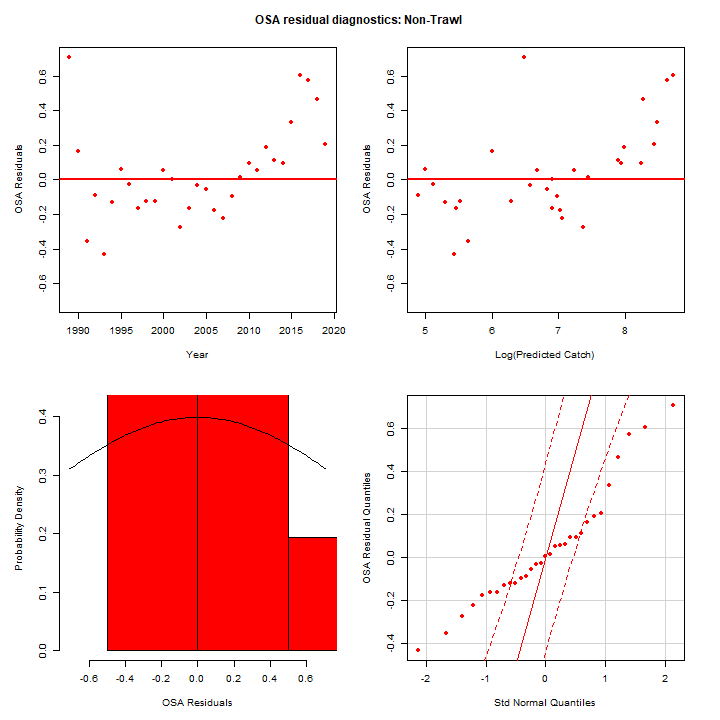 OSA residual diagnostics: Non-Trawl
OSA Residuals
0.6
0.4
0.2
0.0
-0.2
-0.4
-0.6
1990 1995 2000 2005 2010 2015 2020
Year
OSA Residuals
0.6
0.4
0.2
0.0
-0.2
-0.4
-0.6
5 6 7 8
Log(Predicted Catch)
Probability Density
0.4
0.3
0.2
0.1
0.0
-0.6 -0.4 -0.2 0.0 0.2 0.4 0.6
OSA Residuals
OSA Residual Quantiles
0.6
0.4
0.2
0.0
-0.2
-0.4
-2 -1 0 1 2
Std Normal Quantiles